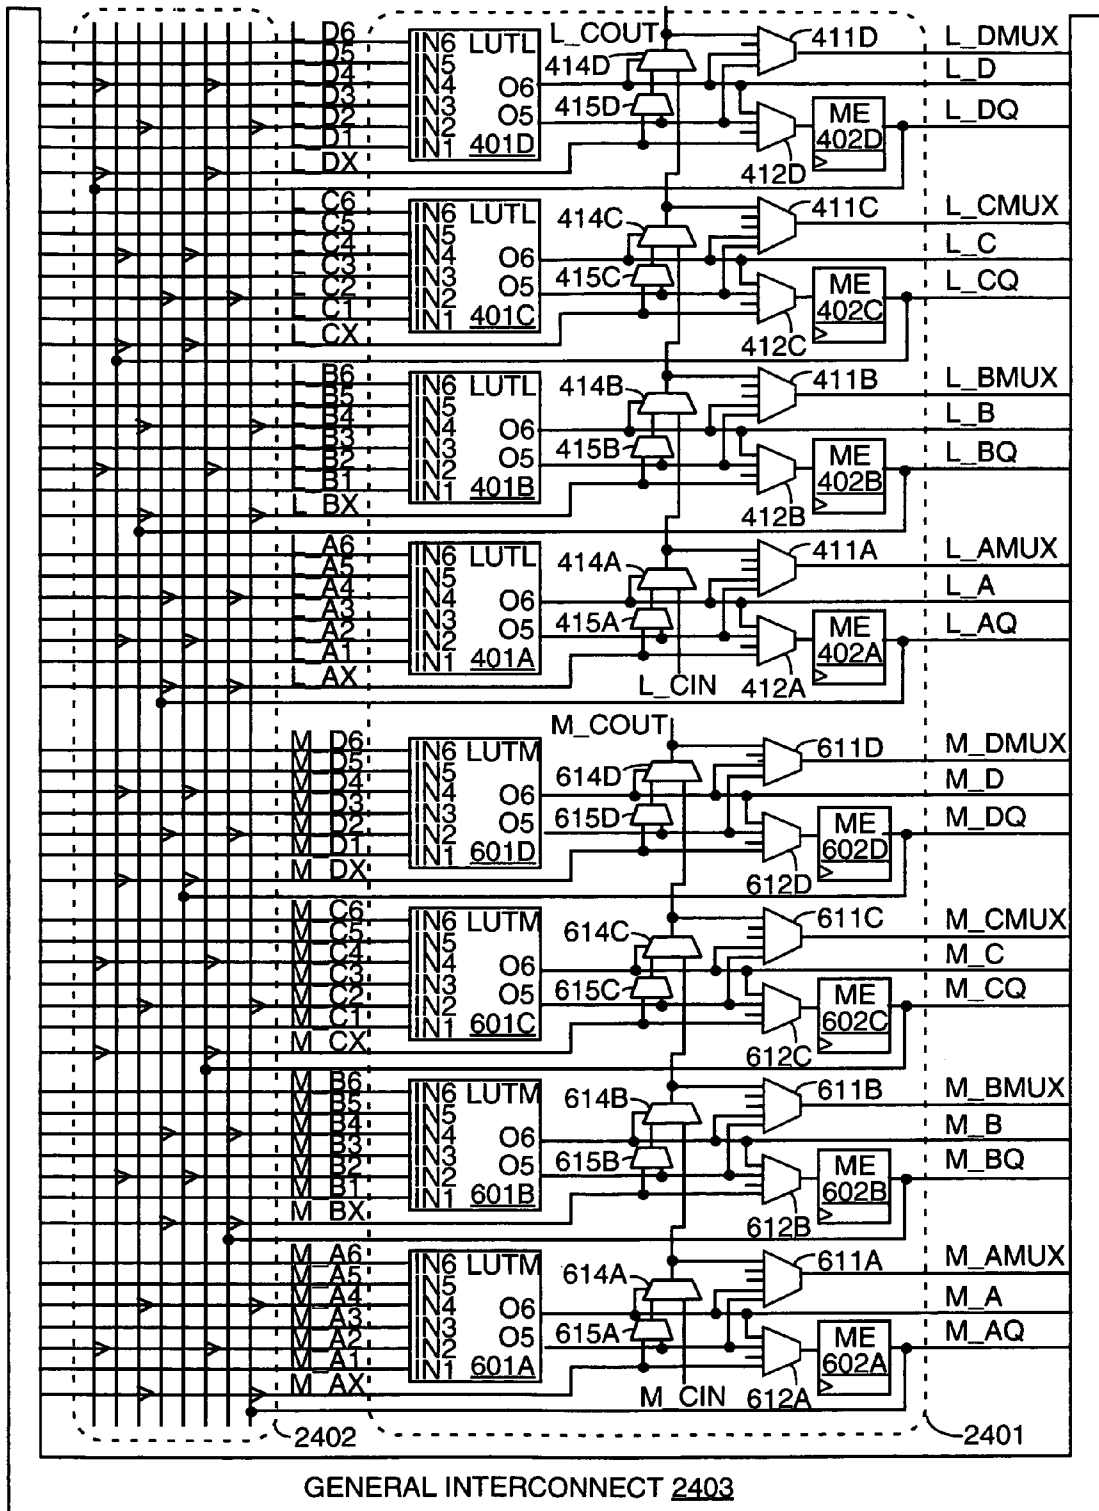 L_COUT
L_D6 IN6 LUTL 411D L_DMUX
L_D5 IN5 414D
L_D4 IN4 O6 L_D
L_D3 IN3 415D
L_D2 IN2 O5 ME L_DQ
L_D1 IN1 401D 402D
L_DX 412D
L_C6 IN6 LUTL 411C L_CMUX
L_C5 IN5 414C
L_C4 IN4 O6 L_C
L_C3 IN3 415C
L_C2 IN2 O5 ME L_CQ
L_C1 IN1 401C 402C
L_CX 412C
L_B6 IN6 LUTL 411B L_BMUX
L_B5 IN5 414B
L_B4 IN4 O6 L_B
L_B3 IN3 415B
L_B2 IN2 O5 ME L_BQ
L_B1 IN1 401B 402B
L_BX 412B
L_A6 IN6 LUTL 411A L_AMUX
L_A5 IN5 414A
L_A4 IN4 O6 L_A
L_A3 IN3 415A
L_A2 IN2 O5 ME L_AQ
L_A1 IN1 401A 402A
L_AX L_CIN 412A
M_COUT
M_D6 IN6 LUTM 611D M_DMUX
M_D5 IN5 614D
M_D4 IN4 O6 M_D
M_D3 IN3 615D
M_D2 IN2 O5 ME M_DQ
M_D1 IN1 601D 602D
M_DX 612D
M_C6 IN6 LUTM 611C M_CMUX
M_C5 IN5 614C
M_C4 IN4 O6 M_C
M_C3 IN3 615C
M_C2 IN2 O5 ME M_CQ
M_C1 IN1 601C 602C
M_CX 612C
M_B6 IN6 LUTM 611B M_BMUX
M_B5 IN5 614B
M_B4 IN4 O6 M_B
M_B3 IN3 615B
M_B2 IN2 O5 ME M_BQ
M_B1 IN1 601B 602B
M_BX 612B
M_A6 IN6 LUTM 611A M_AMUX
M_A5 IN5 614A
M_A4 IN4 O6 M_A
M_A3 IN3 615A
M_A2 IN2 O5 ME M_AQ
M_A1 IN1 601A 602A
M_AX M_CIN 612A
2402 2401
GENERAL INTERCONNECT 2403